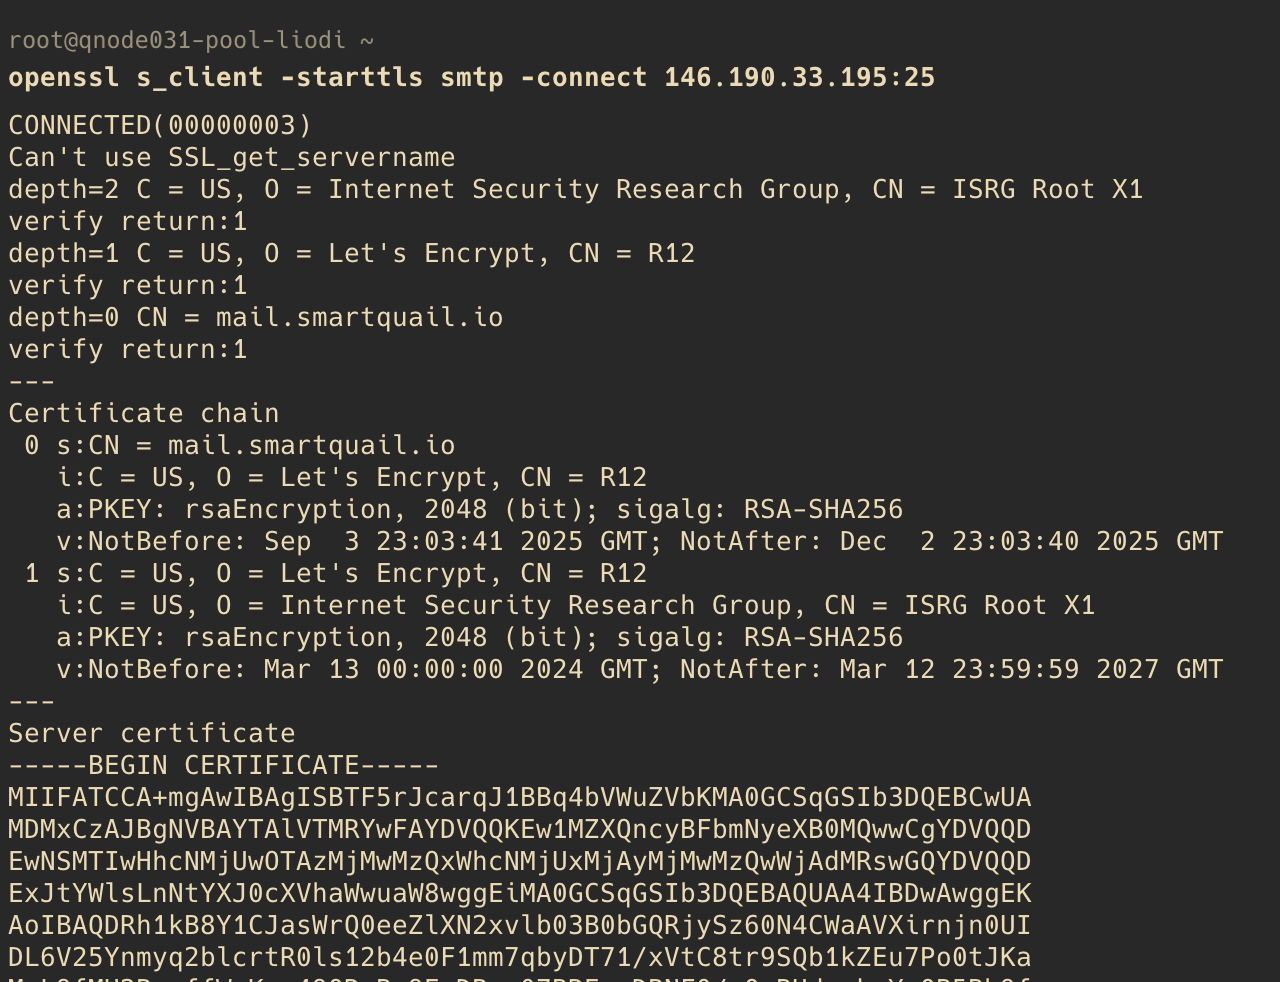 root@qnode031-pool-liodi ~
openssl s_client -starttls smtp -connect 146.190.33.195:25
CONNECTED(00000003)
Can't use SSL_get_servername
depth=2 C = US, O = Internet Security Research Group, CN = ISRG Root X1
verify return:1
depth=1 C = US, O = Let's Encrypt, CN = R12
verify return:1
depth=0 CN = mail.smartquail.io
verify return:1
---
Certificate chain
 0 s:CN = mail.smartquail.io
   i:C = US, O = Let's Encrypt, CN = R12
   a:PKEY: rsaEncryption, 2048 (bit); sigalg: RSA-SHA256
   v:NotBefore: Sep  3 23:03:41 2025 GMT; NotAfter: Dec  2 23:03:40 2025 GMT
 1 s:C = US, O = Let's Encrypt, CN = R12
   i:C = US, O = Internet Security Research Group, CN = ISRG Root X1
   a:PKEY: rsaEncryption, 2048 (bit); sigalg: RSA-SHA256
   v:NotBefore: Mar 13 00:00:00 2024 GMT; NotAfter: Mar 12 23:59:59 2027 GMT
---
Server certificate
-----BEGIN CERTIFICATE-----
MIIFATCCA+mgAwIBAgISBTF5rJcarqJ1BBq4bVWuZVbKMA0GCSqGSIb3DQEBCwUA
MDMxCzAJBgNVBAYTAlVTMRYwFAYDVQQKEw1MZXQncyBFbmNyeXB0MQwwCgYDVQQD
EwNSMTIwHhcNMjUwOTAzMjMwMzQxWhcNMjUxMjAyMjMwMzQwWjAdMRswGQYDVQQD
ExJtYWlsLnNtYXJ0cXVhaWwuaW8wggEiMA0GCSqGSIb3DQEBAQUAA4IBDwAwggEK
AoIBAQDRh1kB8Y1CJasWrQ0eeZlXN2xvlb03B0bGQRjySz60N4CWaAVXirnjn0UI
DL6V25Ynmyq2blcrtR0ls12b4e0F1mm7qbyDT71/xVtC8tr9SQb1kZEu7Po0tJKa